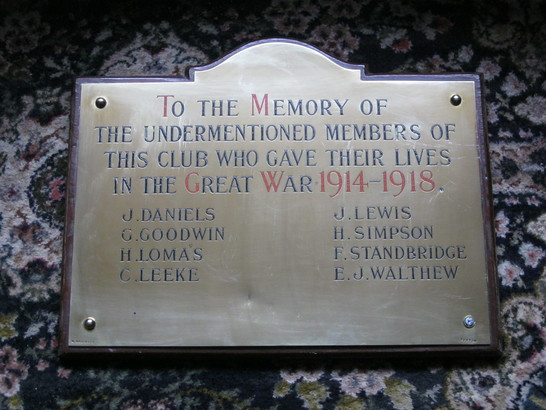 To the Memory of
the undermentioned members of
this club who gave their lives
in the Great War 1914-1918.
J. DANIELS
G. GOODWIN
H. LOMA'S
C. LEEKE
J. LEWIS
H. SIMPSON
F. STANDBRIDGE
E. J. WALTHEW